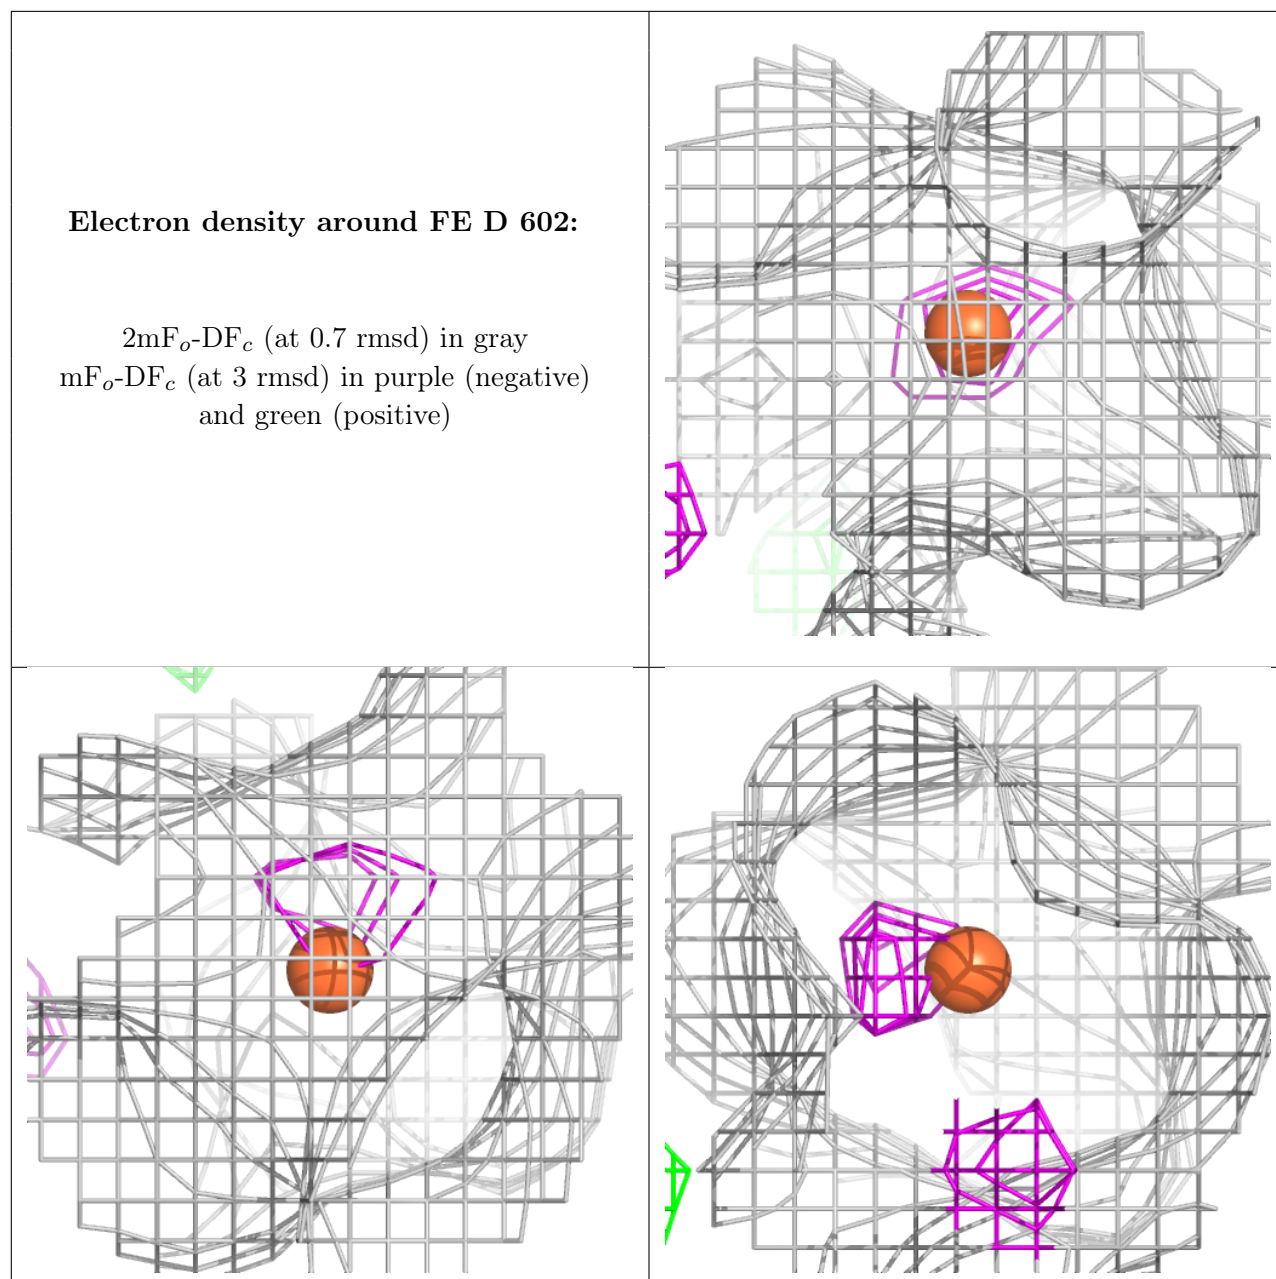 Electron density around FE D 602:
2mFo-DFc (at 0.7 rmsd) in gray
mFo-DFc (at 3 rmsd) in purple (negative)
and green (positive)